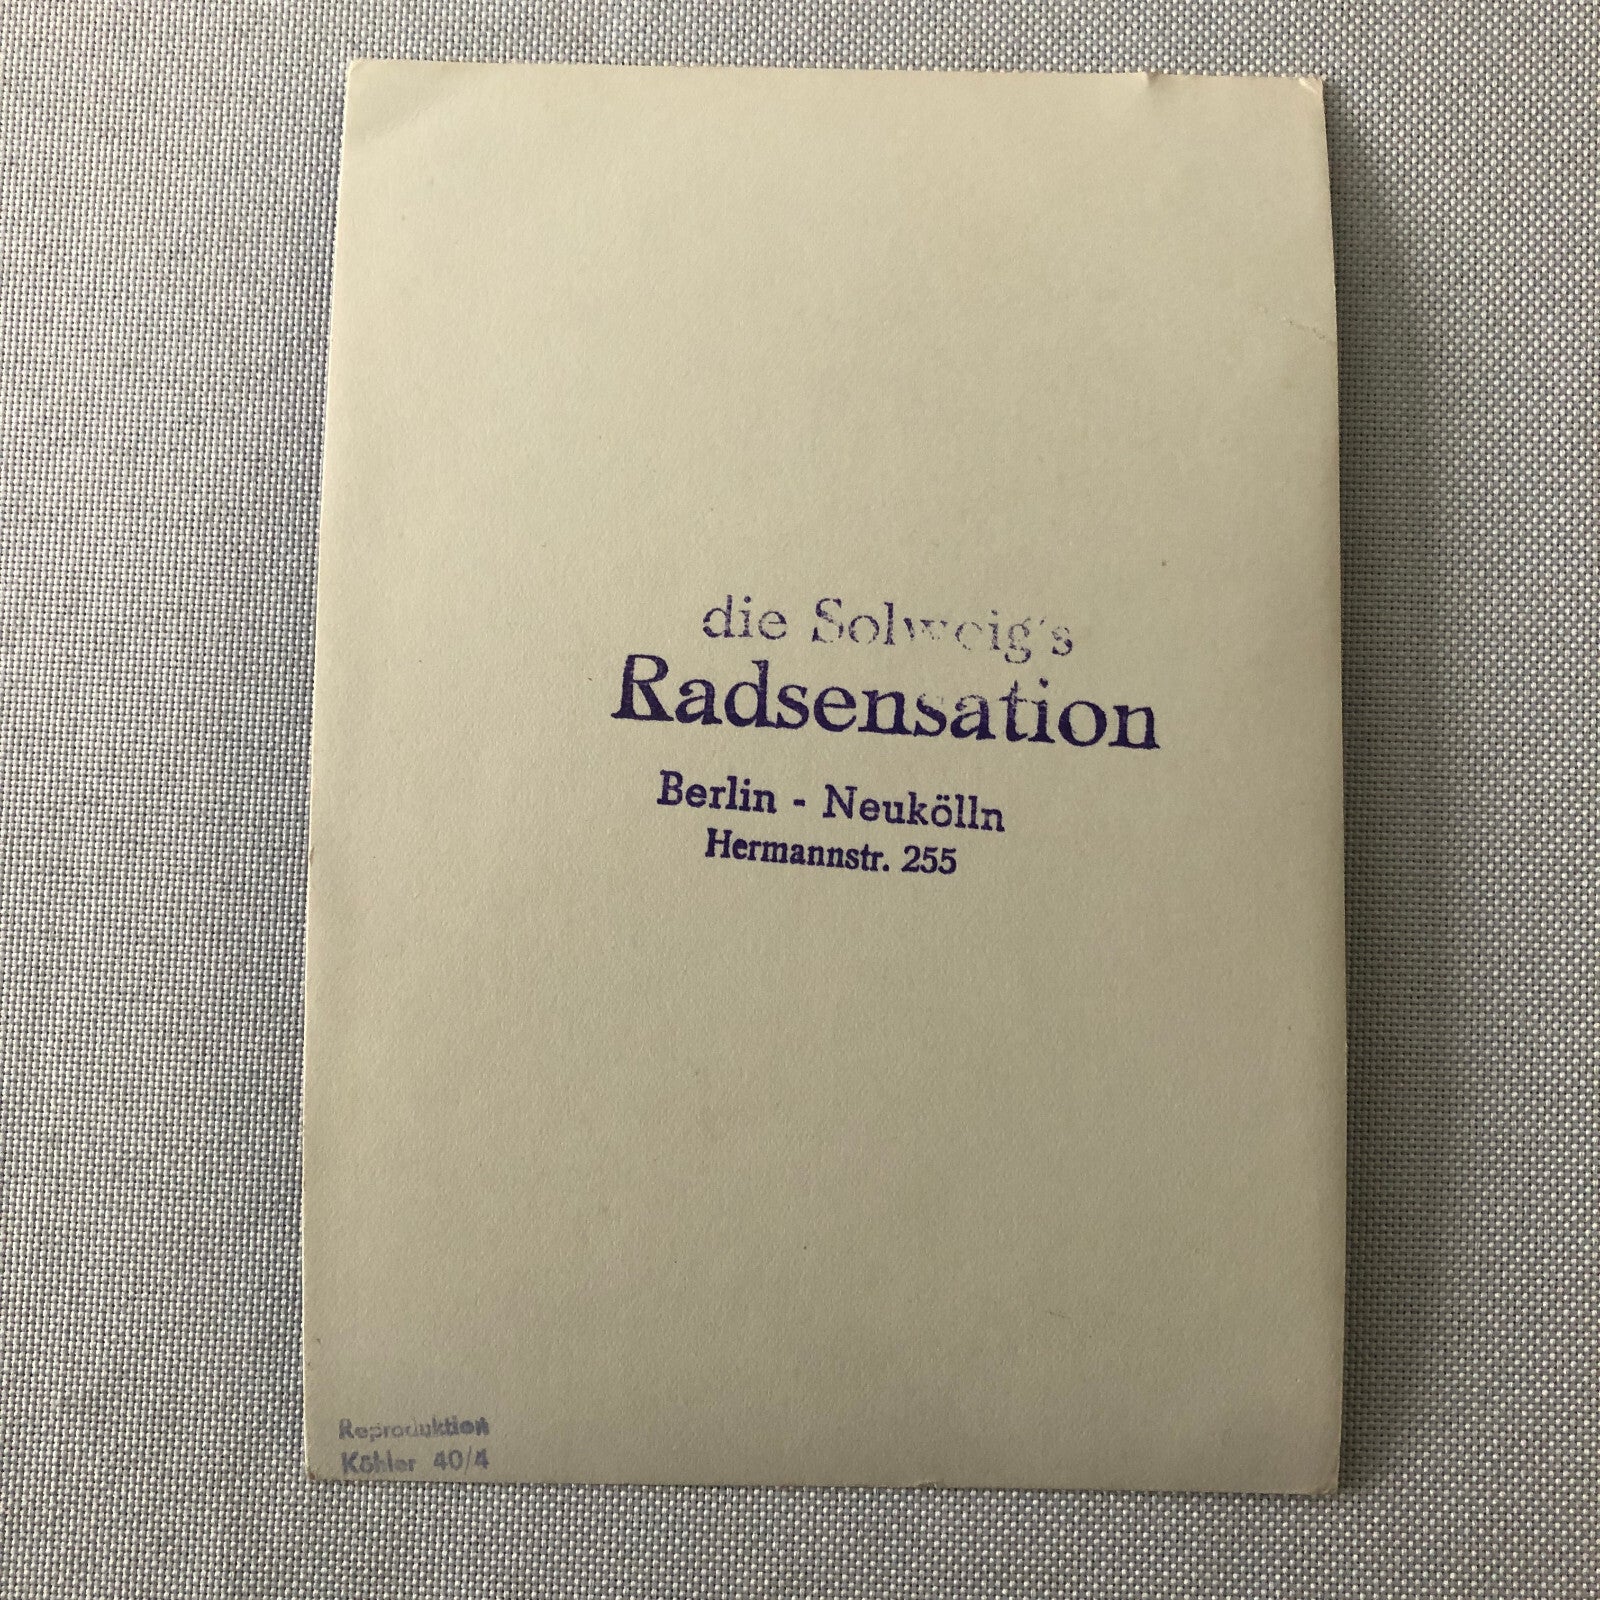 die Solweig's
Radsensation
Berlin - Neukölln
Hermannstr. 255
Reproduktion
Köhler 40/4